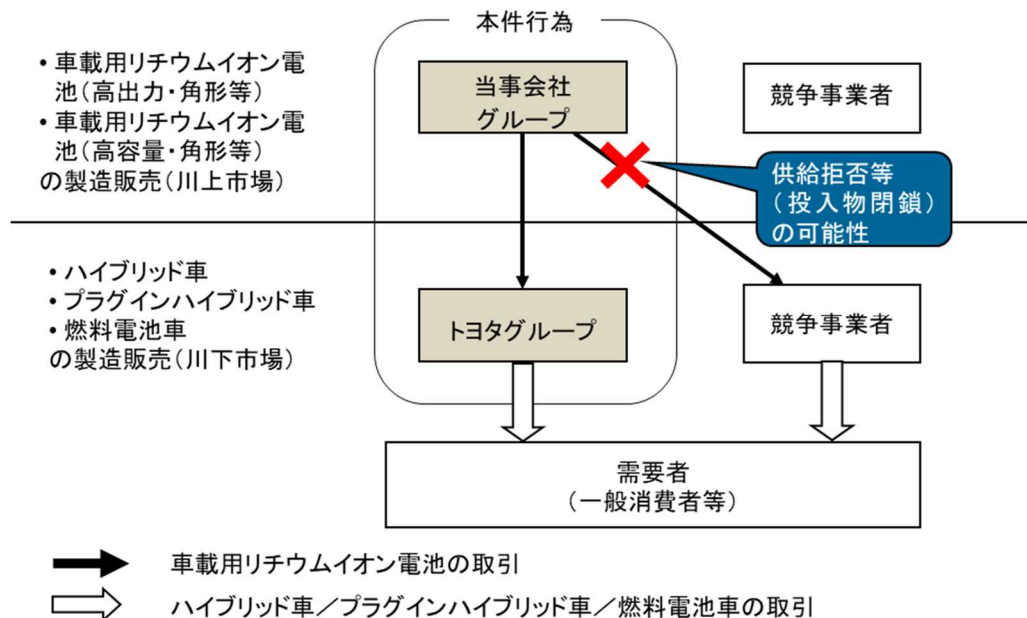 本件行為
• 車載用リチウムイオン電
池(高出力・角形等)
• 車載用リチウムイオン電
池(高容量・角形等)
の製造販売(川上市場)
当事会社
グループ
競争事業者
供給拒否等
(投入物閉鎖)
の可能性
• ハイブリッド車
• プラグインハイブリッド車
• 燃料電池車
の製造販売(川下市場)
トヨタグループ
競争事業者
需要者
(一般消費者等)
車載用リチウムイオン電池の取引
ハイブリッド車/プラグインハイブリッド車/燃料電池車の取引